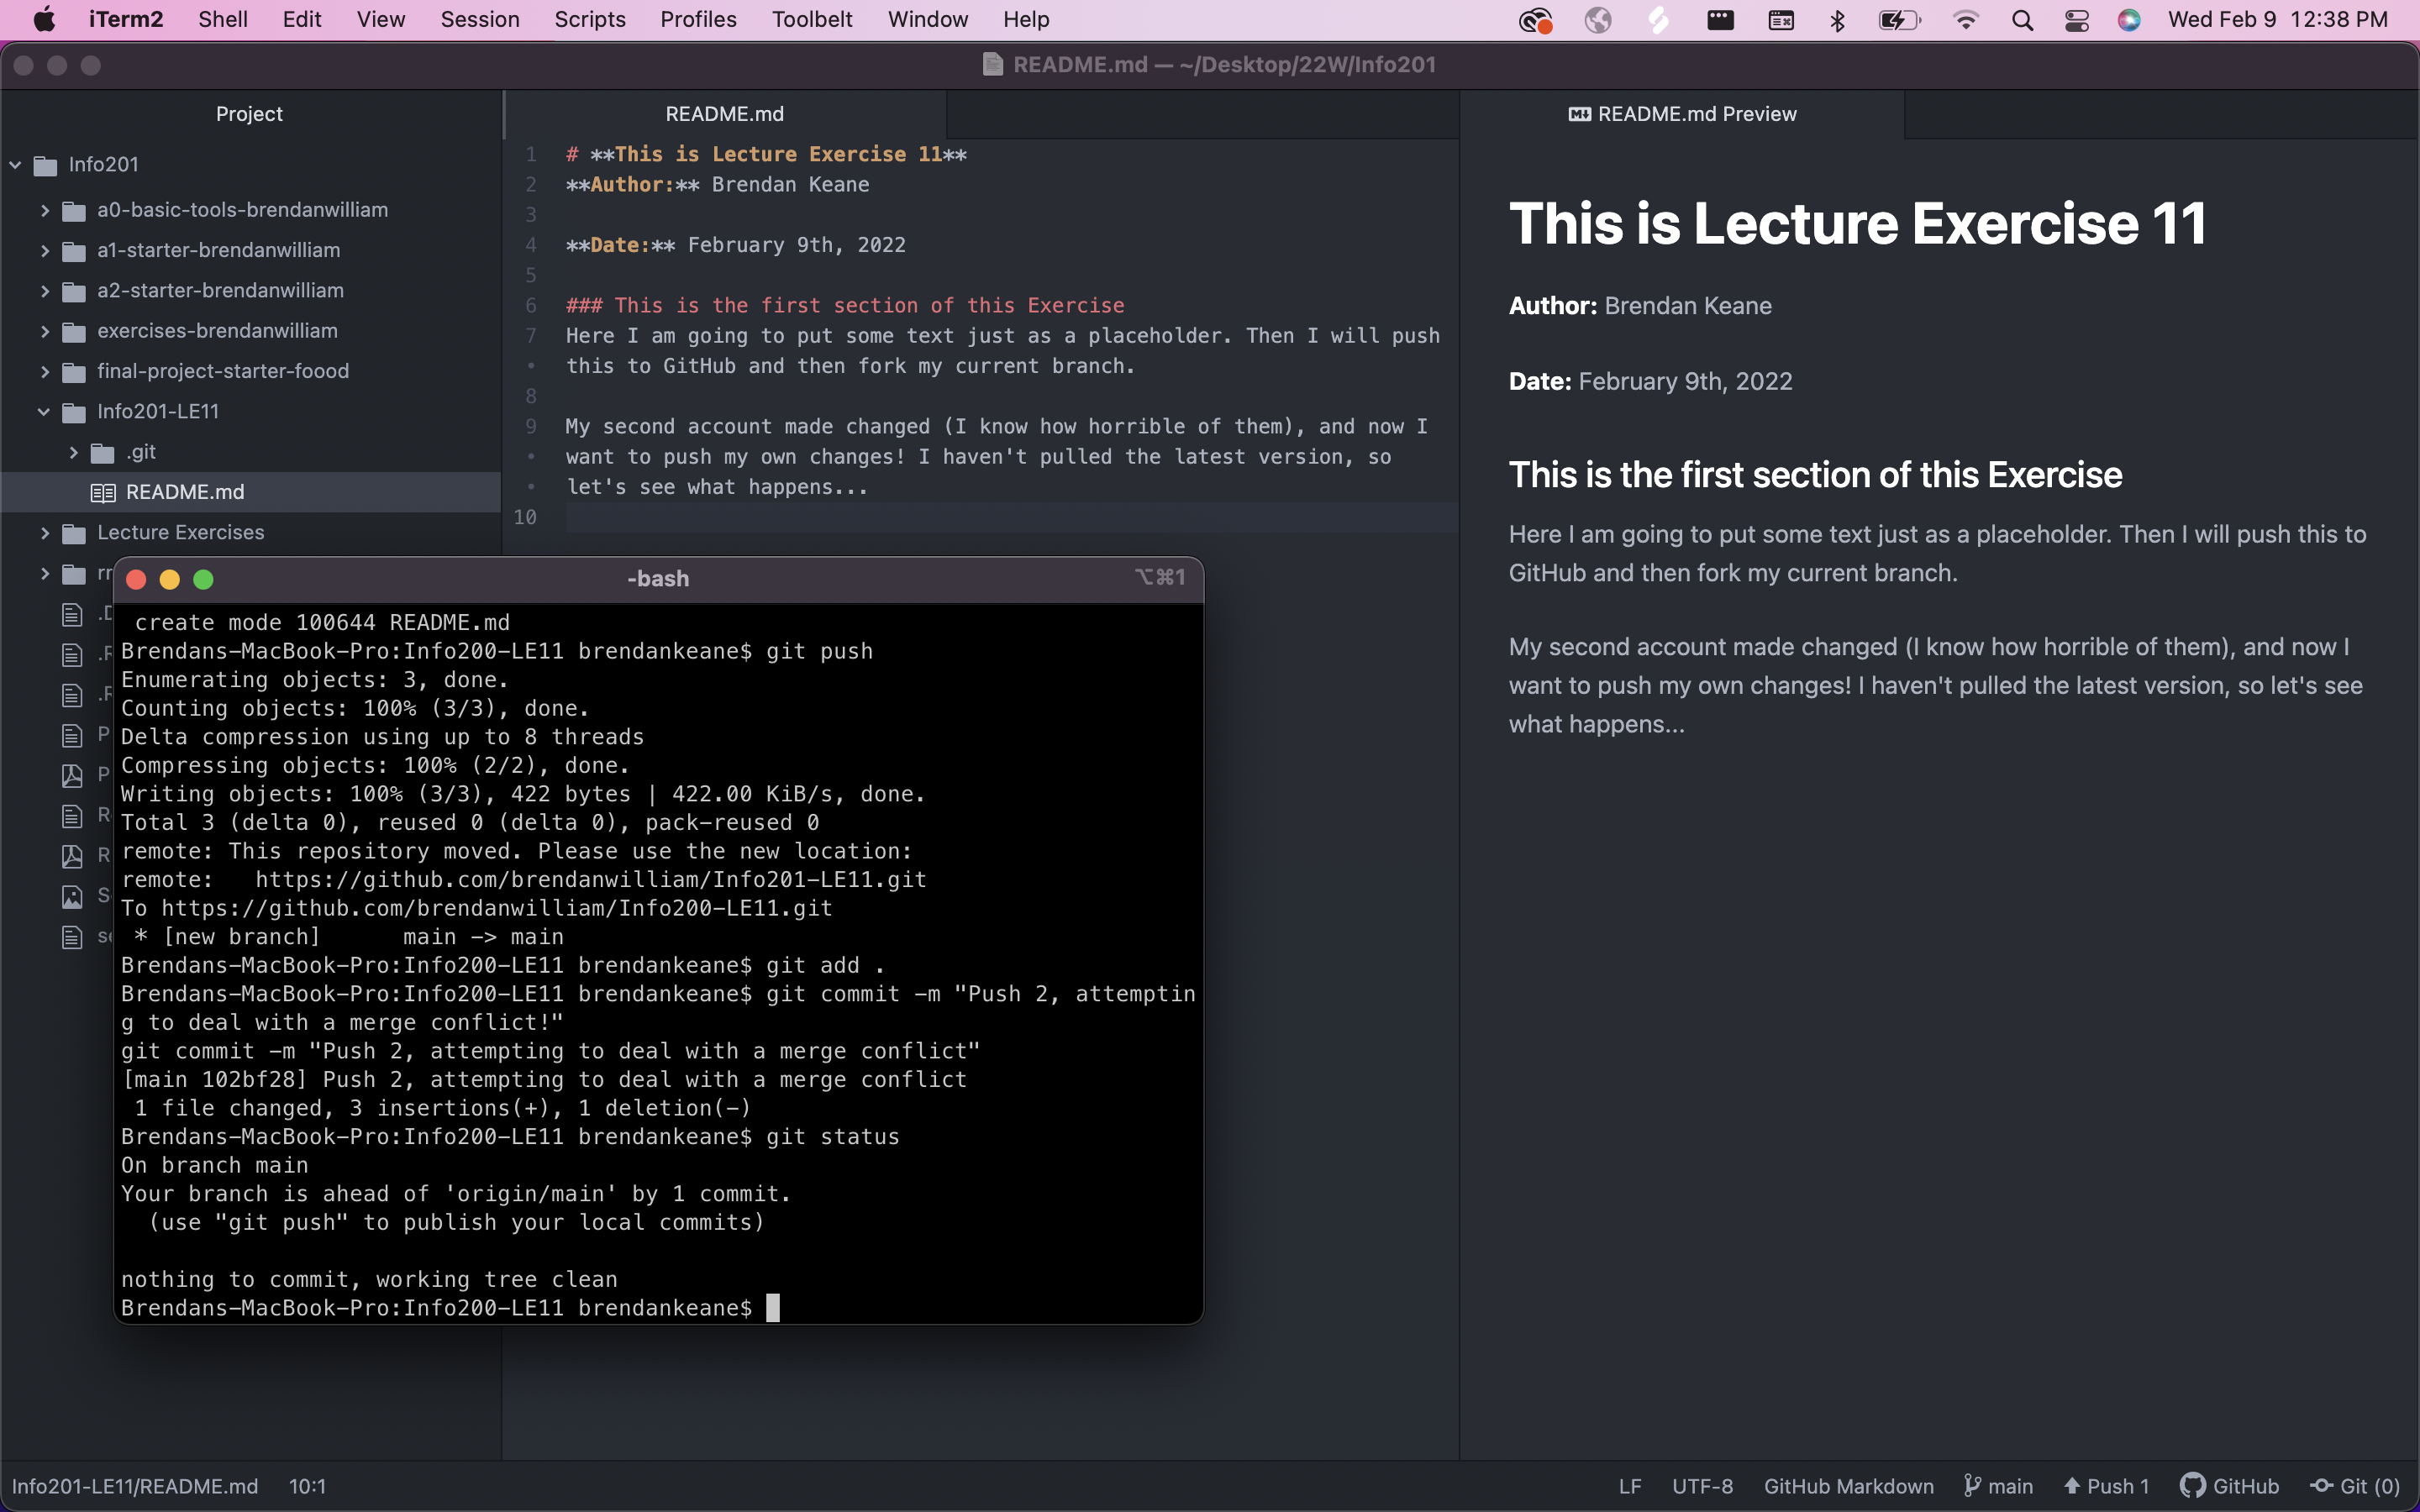 iTerm2 Shell Edit View Session Scripts Profiles Toolbelt Window Help Wed Feb 9 12:38 PM
README.md — ~/Desktop/22W/Info201
Project
Info201
a0-basic-tools-brendanwilliam
a1-starter-brendanwilliam
a2-starter-brendanwilliam
exercises-brendanwilliam
final-project-starter-foood
Info201-LE11
.git
README.md
Lecture Exercises
README.md
1 # **This is Lecture Exercise 11**
2 **Author:** Brendan Keane
3
4 **Date:** February 9th, 2022
5
6 ### This is the first section of this Exercise
7 Here I am going to put some text just as a placeholder. Then I will push
• this to GitHub and then fork my current branch.
8
9 My second account made changed (I know how horrible of them), and now I
• want to push my own changes! I haven't pulled the latest version, so
• let's see what happens...
10
README.md Preview
This is Lecture Exercise 11
Author: Brendan Keane
Date: February 9th, 2022
This is the first section of this Exercise
Here I am going to put some text just as a placeholder. Then I will push this to
GitHub and then fork my current branch.
My second account made changed (I know how horrible of them), and now I
want to push my own changes! I haven't pulled the latest version, so let's see
what happens...
-bash ⌥⌘1
create mode 100644 README.md
Brendans-MacBook-Pro:Info200-LE11 brendankeane$ git push
Enumerating objects: 3, done.
Counting objects: 100% (3/3), done.
Delta compression using up to 8 threads
Compressing objects: 100% (2/2), done.
Writing objects: 100% (3/3), 422 bytes | 422.00 KiB/s, done.
Total 3 (delta 0), reused 0 (delta 0), pack-reused 0
remote: This repository moved. Please use the new location:
remote:   https://github.com/brendanwilliam/Info201-LE11.git
To https://github.com/brendanwilliam/Info200-LE11.git
* [new branch]      main -> main
Brendans-MacBook-Pro:Info200-LE11 brendankeane$ git add .
Brendans-MacBook-Pro:Info200-LE11 brendankeane$ git commit -m "Push 2, attemptin
g to deal with a merge conflict!"
git commit -m "Push 2, attempting to deal with a merge conflict"
[main 102bf28] Push 2, attempting to deal with a merge conflict
1 file changed, 3 insertions(+), 1 deletion(-)
Brendans-MacBook-Pro:Info200-LE11 brendankeane$ git status
On branch main
Your branch is ahead of 'origin/main' by 1 commit.
(use "git push" to publish your local commits)
nothing to commit, working tree clean
Brendans-MacBook-Pro:Info200-LE11 brendankeane$
Info201-LE11/README.md 10:1 LF UTF-8 GitHub Markdown main Push 1 GitHub Git (0)